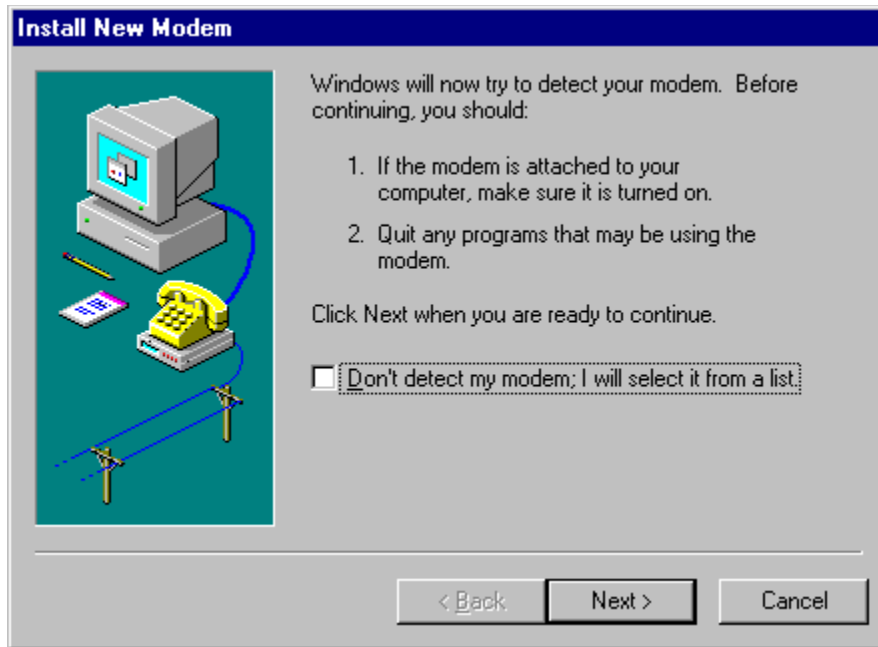 Install New Modem
Windows will now try to detect your modem.  Before
continuing, you should:
1.  If the modem is attached to your
computer, make sure it is turned on.
2.  Quit any programs that may be using the
modem.
Click Next when you are ready to continue.
Don't detect my modem; I will select it from a list.
< Back
Next >
Cancel